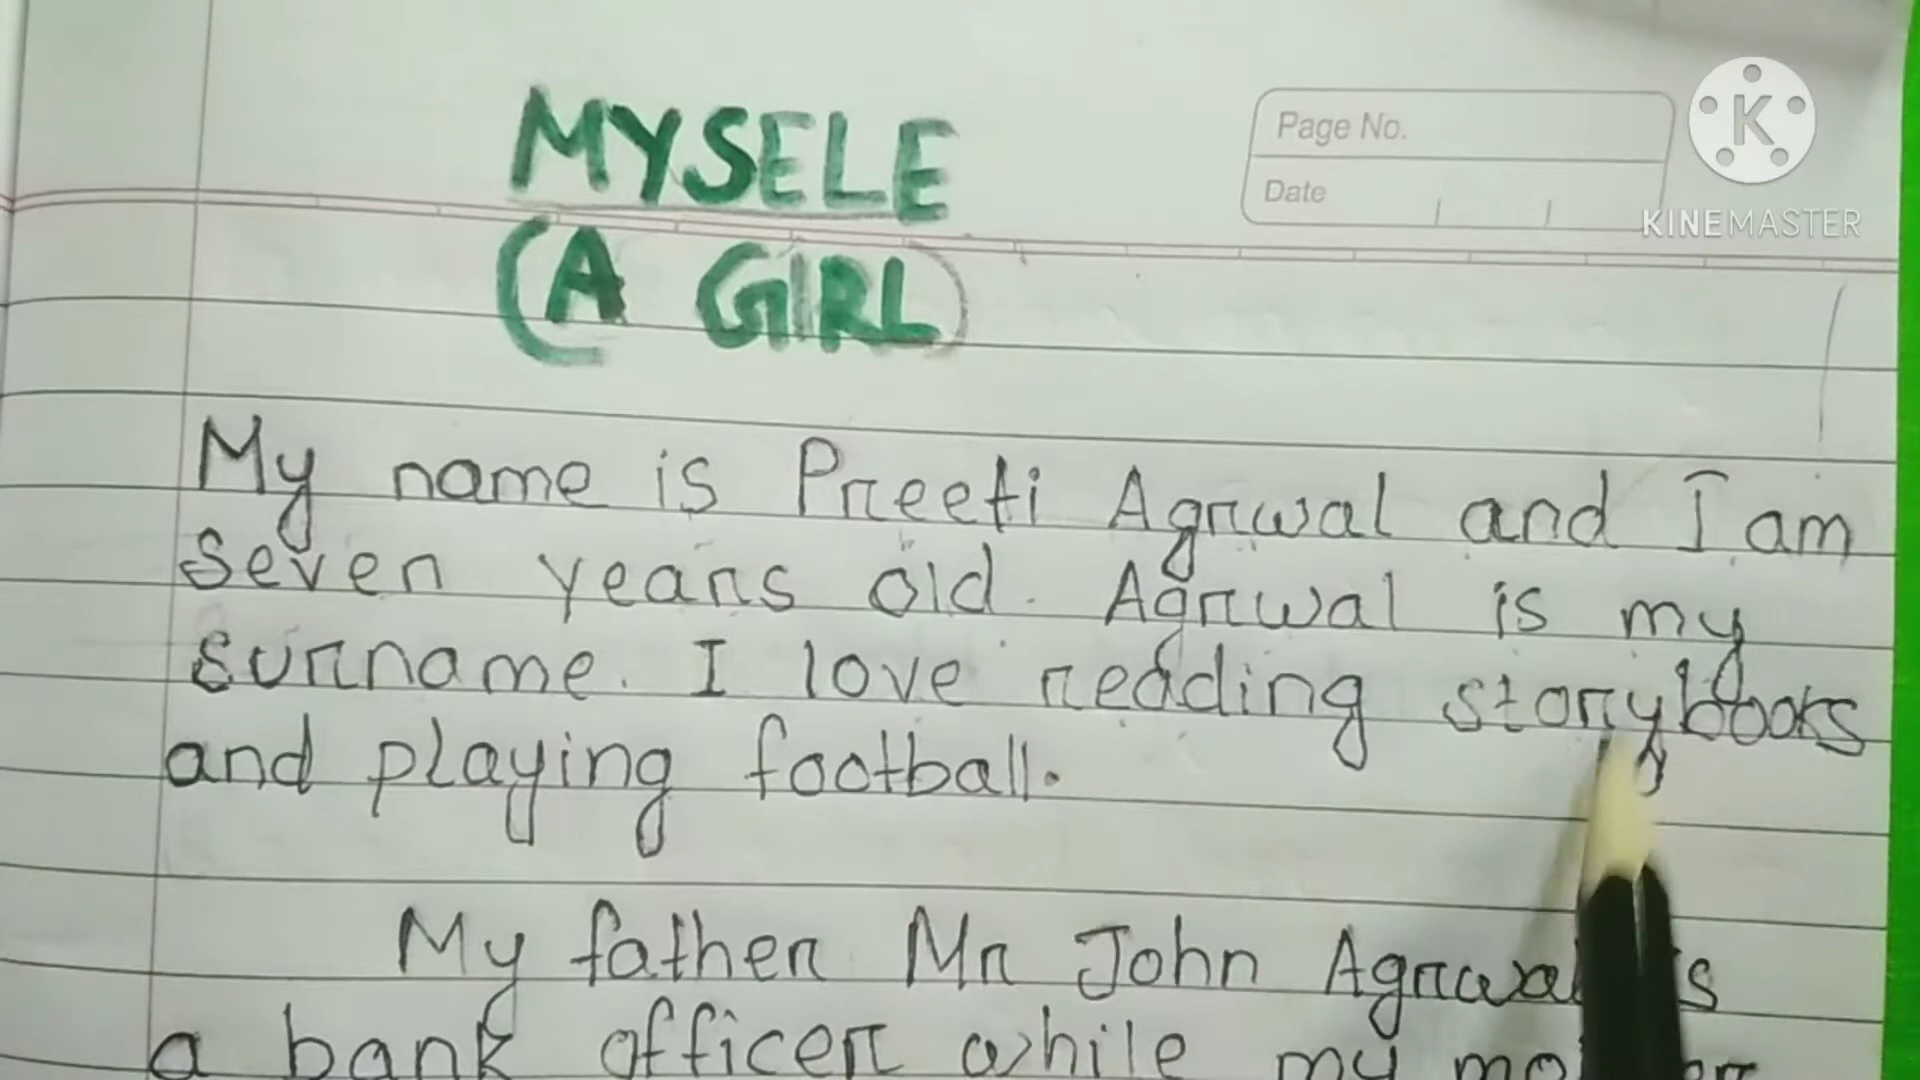 MYSELE
(A GIRL)
Page No.
Date
K
KINEMASTER
My name is Preeti Agrwal and I am
seven years old. Agrwal is my
surname. I love reading storybooks
and playing football.
My father Mr John Agrwal is
a bank officer while my